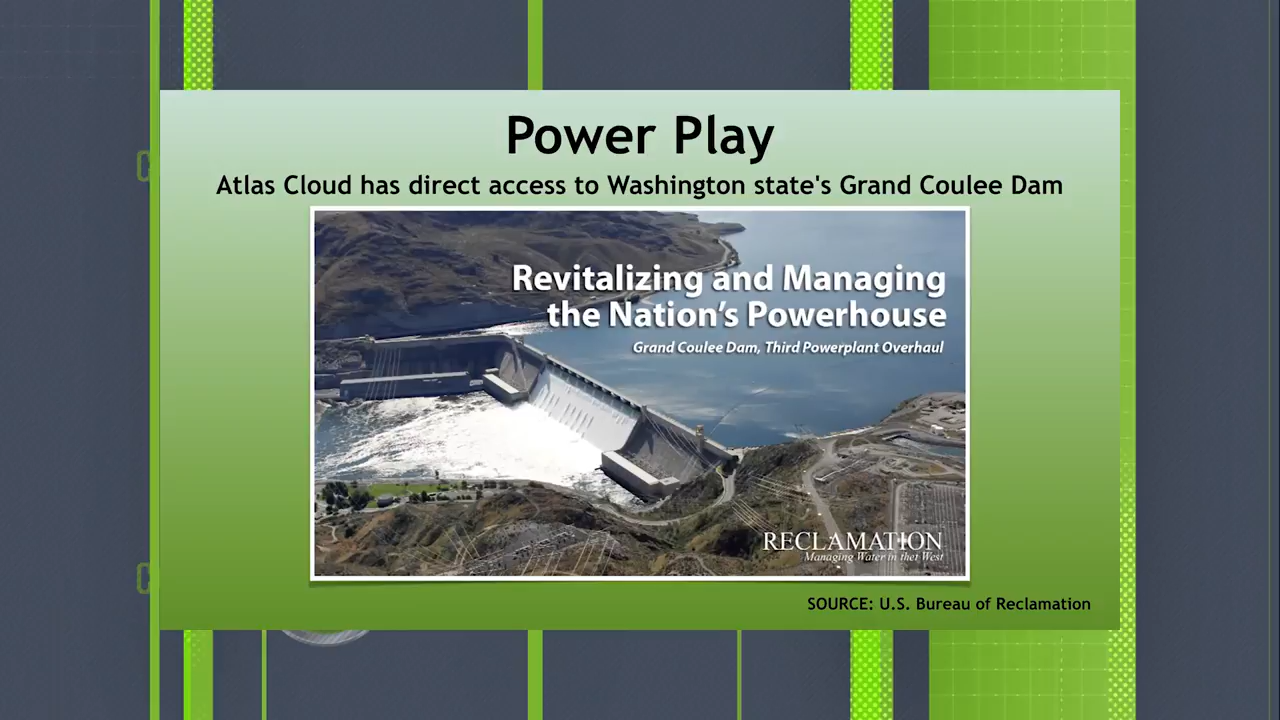 Power Play
Atlas Cloud has direct access to Washington state's Grand Coulee Dam
Revitalizing and Managing
the Nation's Powerhouse
Grand Coulee Dam, Third Powerplant Overhaul
RECLAMATION
Managing Water in thet West
SOURCE: U.S. Bureau of Reclamation